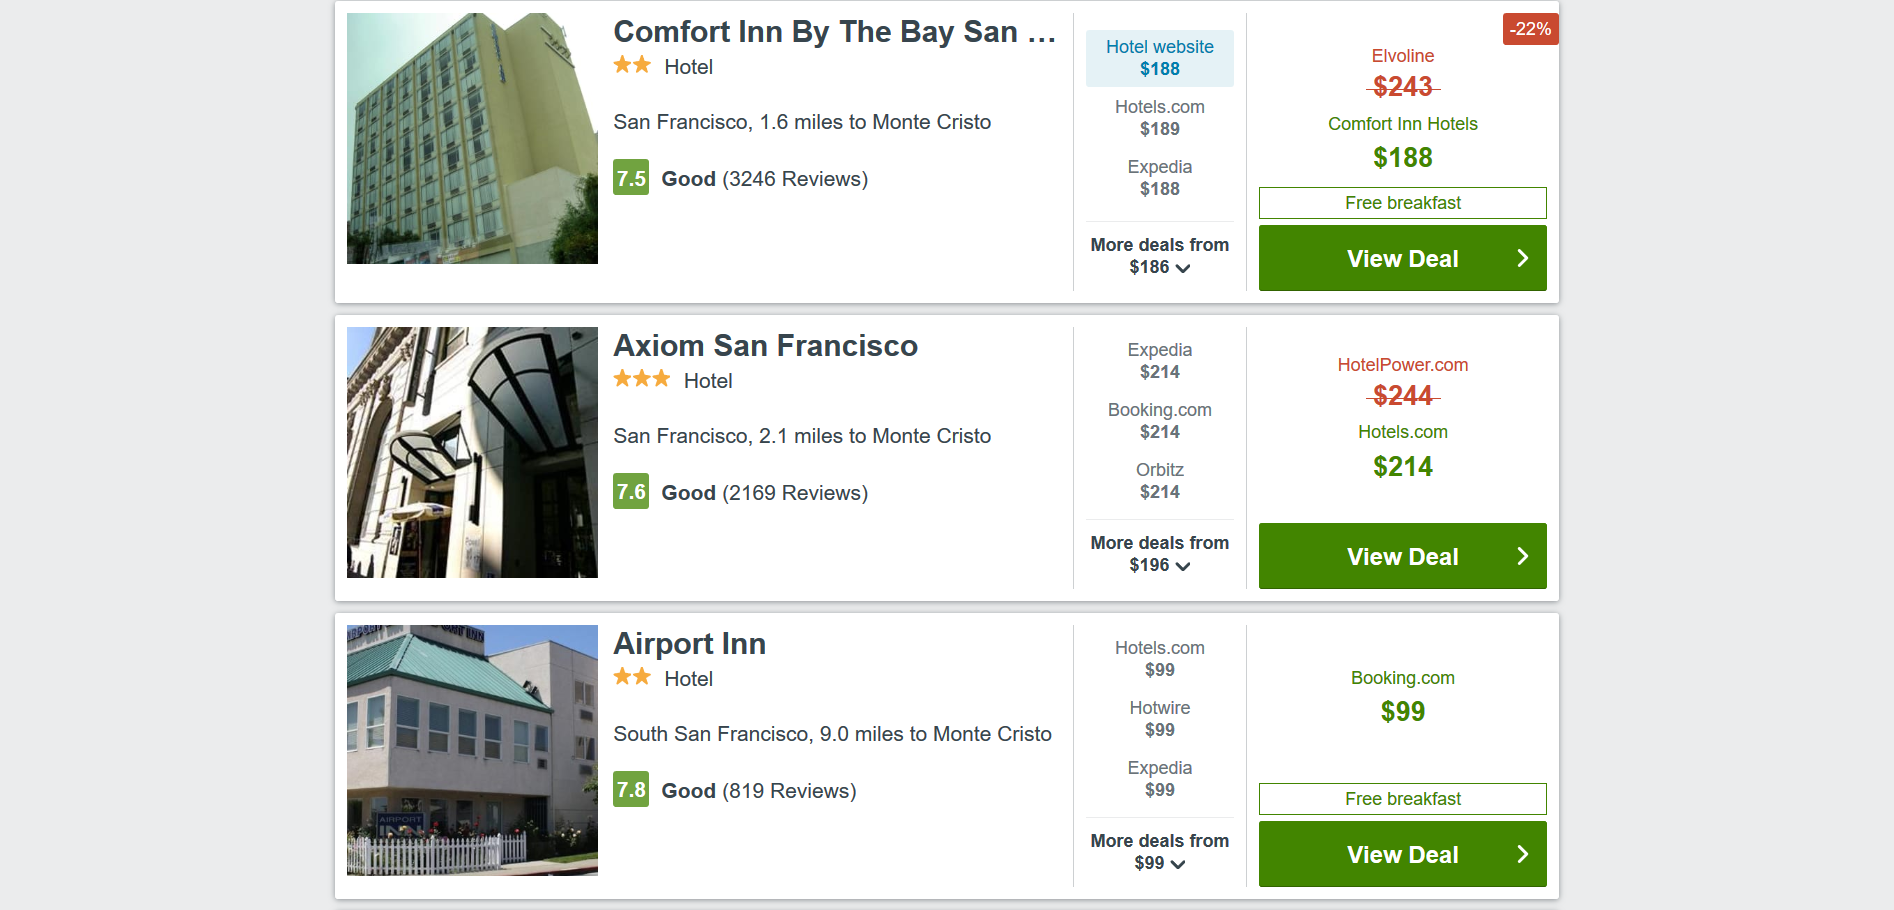 Comfort Inn By The Bay San ...
Hotel
San Francisco, 1.6 miles to Monte Cristo
7.5 Good (3246 Reviews)
Hotel website
$188
Hotels.com
$189
Expedia
$188
More deals from
$186
-22%
Elvoline
$243
Comfort Inn Hotels
$188
Free breakfast
View Deal
Axiom San Francisco
Hotel
San Francisco, 2.1 miles to Monte Cristo
7.6 Good (2169 Reviews)
Expedia
$214
Booking.com
$214
Orbitz
$214
More deals from
$196
HotelPower.com
$244
Hotels.com
$214
View Deal
AIRPORT
INN
Airport Inn
Hotel
South San Francisco, 9.0 miles to Monte Cristo
7.8 Good (819 Reviews)
Hotels.com
$99
Hotwire
$99
Expedia
$99
More deals from
$99
Booking.com
$99
Free breakfast
View Deal